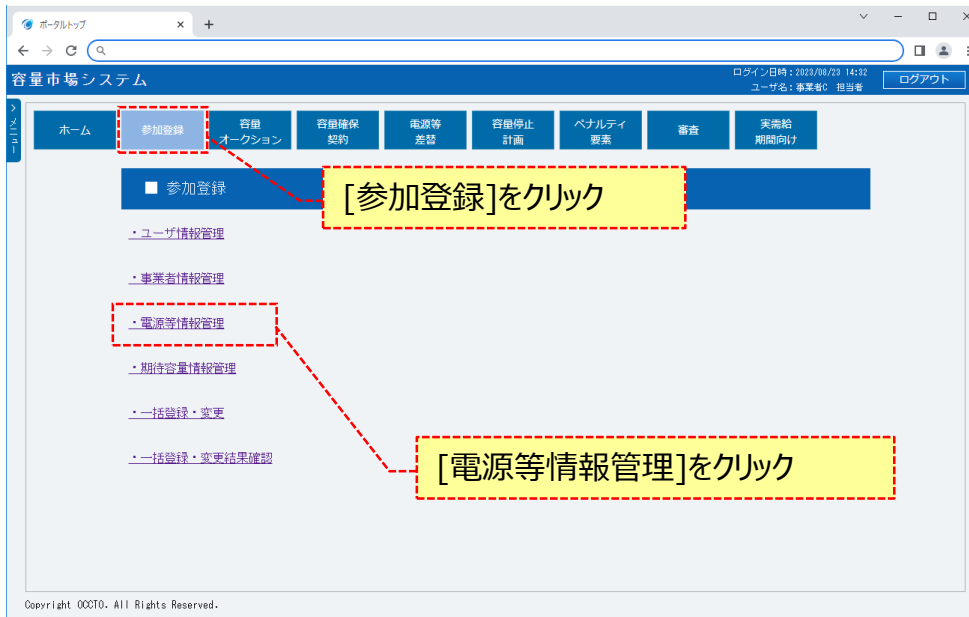 ポータルトップ
容量市場システム
ログイン日時：2023/08/23 14:32
ユーザ名：事業者C 担当者
ログアウト
メニュー
ホーム
参加登録
容量
オークション
容量確保
契約
電源等
差替
容量停止
計画
ペナルティ
要素
審査
実需給
期間向け
■ 参加登録
[参加登録]をクリック
・ユーザ情報管理
・事業者情報管理
・電源等情報管理
・期待容量情報管理
・一括登録・変更
・一括登録・変更結果確認
[電源等情報管理]をクリック
Copyright OCCTO. All Rights Reserved.